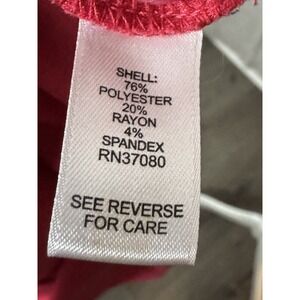 SHELL:
76%
POLYESTER
20%
RAYON
4%
SPANDEX
RN37080
SEE REVERSE
FOR CARE